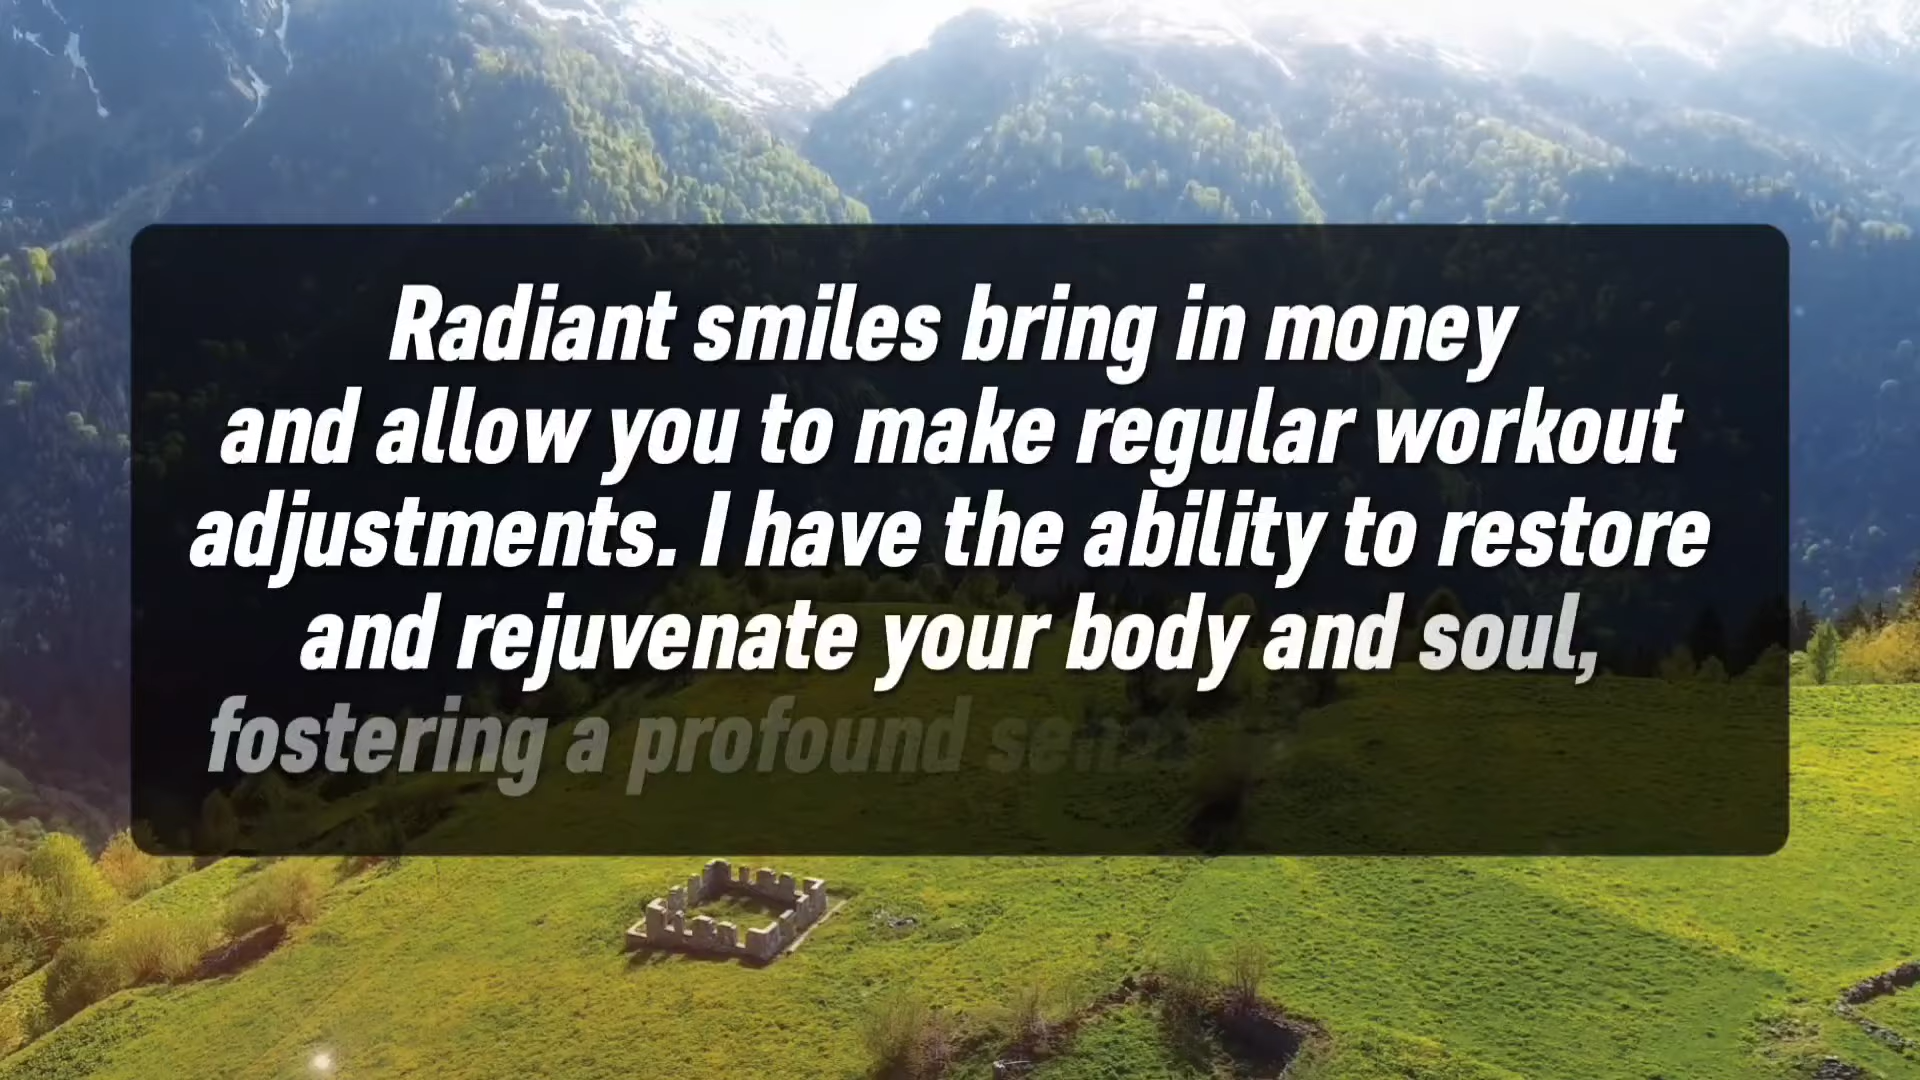 Radiant smiles bring in money
and allow you to make regular workout
adjustments. I have the ability to restore
and rejuvenate your body and soul,
fostering a profound